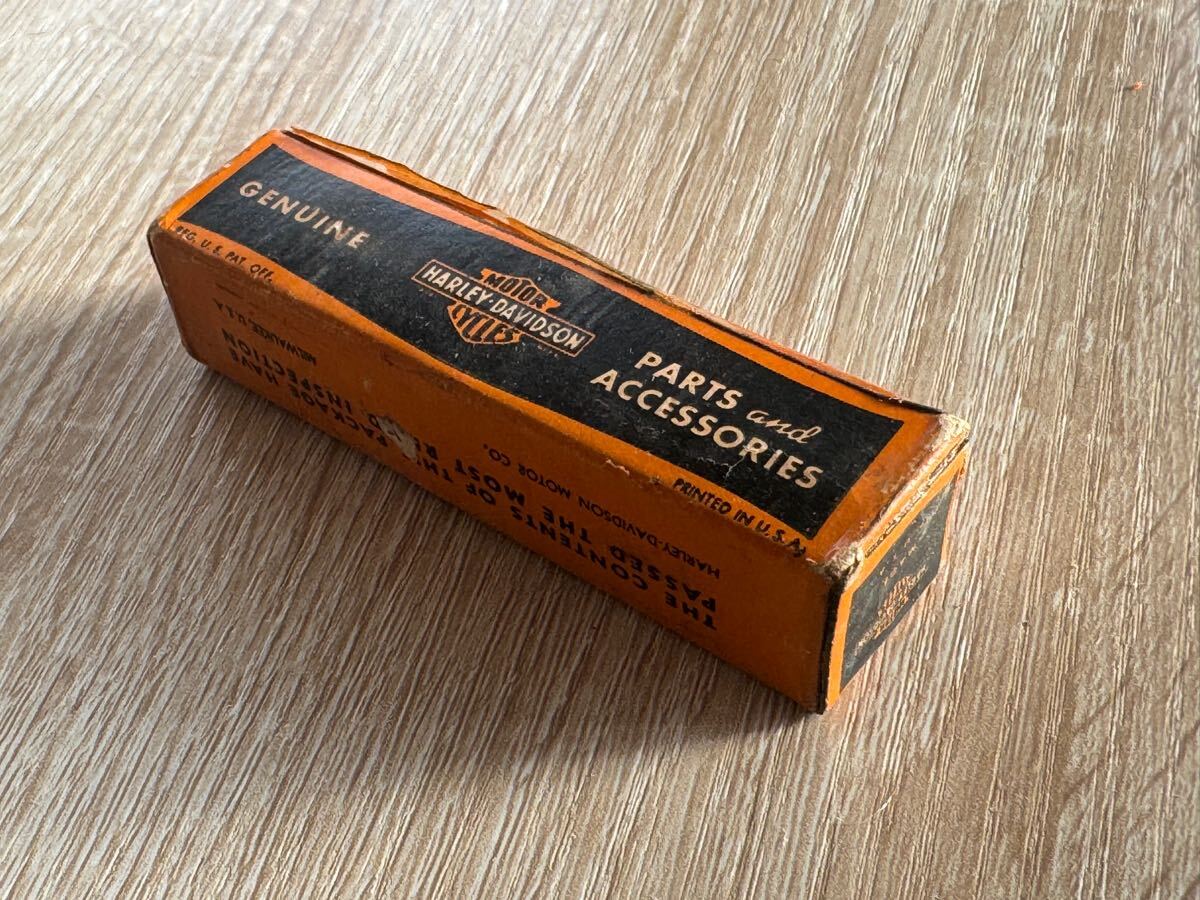 GENUINE
MOTOR
HARLEY-DAVIDSON
CYCLES
PARTS and
ACCESSORIES
REG. U. S. PAT. OFF.
PRINTED IN U.S.A.
THE CONTENTS OF THIS PACKAGE HAVE
PASSED THE MOST INSPECTION
HARLEY-DAVIDSON MOTOR CO.
MILWAUKEE, U.S.A.